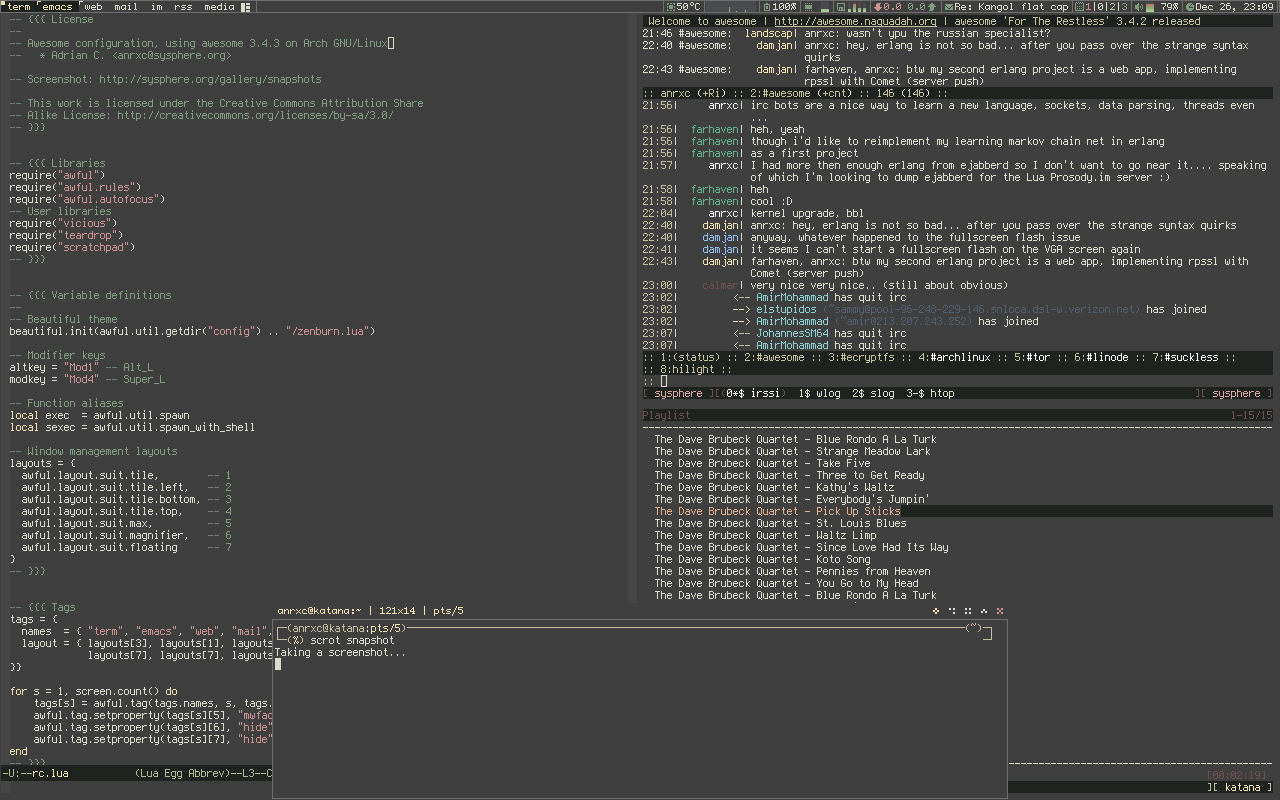 term emacs web mail im rss media
50°C 100% 0.0 0.0 Re: Kangol flat cap 1|0|2|3 79% Dec 26, 23:09
-- {{{ License
--
-- Awesome configuration, using awesome 3.4.3 on Arch GNU/Linux
--   * Adrian C. <anrxc@sysphere.org>
-- Screenshot: http://sysphere.org/gallery/snapshots
-- This work is licensed under the Creative Commons Attribution Share
-- Alike License: http://creativecommons.org/licenses/by-sa/3.0/
-- }}}
-- {{{ Libraries
require("awful")
require("awful.rules")
require("awful.autofocus")
-- User libraries
require("vicious")
require("teardrop")
require("scratchpad")
-- }}}
-- {{{ Variable definitions
--
-- Beautiful theme
beautiful.init(awful.util.getdir("config") .. "/zenburn.lua")
-- Modifier keys
altkey = "Mod1" -- Alt_L
modkey = "Mod4" -- Super_L
-- Function aliases
local exec  = awful.util.spawn
local sexec = awful.util.spawn_with_shell
-- Window management layouts
layouts = {
  awful.layout.suit.tile,        -- 1
  awful.layout.suit.tile.left,   -- 2
  awful.layout.suit.tile.bottom, -- 3
  awful.layout.suit.tile.top,    -- 4
  awful.layout.suit.max,         -- 5
  awful.layout.suit.magnifier,   -- 6
  awful.layout.suit.floating     -- 7
}
-- }}}
-- {{{ Tags
tags = {
  names  = { "term", "emacs", "web", "mail",
  layout = { layouts[3], layouts[1], layouts
             layouts[7], layouts[7], layouts
}}
for s = 1, screen.count() do
    tags[s] = awful.tag(tags.names, s, tags.
    awful.tag.setproperty(tags[s][5], "mwfac
    awful.tag.setproperty(tags[s][6], "hide"
    awful.tag.setproperty(tags[s][7], "hide"
end
-- }}}
-U:--rc.lua          (Lua Egg Abbrev)--L3--C
Welcome to awesome | http://awesome.naquadah.org | awesome 'For The Restless' 3.4.2 released
21:46 #awesome:  landscap| anrxc: wasn't ypu the russian specialist?
22:40 #awesome:    damjan| anrxc: hey, erlang is not so bad... after you pass over the strange syntax
quirks
22:43 #awesome:    damjan| farhaven, anrxc: btw my second erlang project is a web app, implementing
rpssl with Comet (server push)
:: anrxc (+Ri) :: 2:#awesome (+cnt) :: 146 (146) ::
21:56|     anrxc| irc bots are a nice way to learn a new language, sockets, data parsing, threads even
...
21:56|  farhaven| heh, yeah
21:56|  farhaven| though i'd like to reimplement my learning markov chain net in erlang
21:56|  farhaven| as a first project
21:57|     anrxc| I had more then enough erlang from ejabberd so I don't want to go near it.... speaking
of which I'm looking to dump ejabberd for the Lua Prosody.im server :)
21:58|  farhaven| heh
21:58|  farhaven| cool :D
22:04|     anrxc| kernel upgrade, bbl
22:40|    damjan| anrxc: hey, erlang is not so bad... after you pass over the strange syntax quirks
22:40|    damjan| anyway, whatever happened to the fullscreen flash issue
22:41|    damjan| it seems I can't start a fullscreen flash on the VGA screen again
22:43|    damjan| farhaven, anrxc: btw my second erlang project is a web app, implementing rpssl with
Comet (server push)
23:00|    calmar| very nice very nice.. (still about obvious)
23:02|         <-- AmirMohammad has quit irc
23:02|         --> elstupidos (~sammy@pool-96-248-229-146.snloca.dsl-w.verizon.net) has joined
23:02|         --> AmirMohammad (~amir@213.207.243.252) has joined
23:07|         <-- JohannesSM64 has quit irc
23:07|         <-- AmirMohammad has quit irc
:: 1:(status) :: 2:#awesome :: 3:#ecryptfs :: 4:#archlinux :: 5:#tor :: 6:#linode :: 7:#suckless ::
:: 8:hilight ::
::
[ sysphere ][(0*$ irssi)  1$ wlog  2$ slog  3-$ htop ][ sysphere ]
Playlist 1-15/15
The Dave Brubeck Quartet - Blue Rondo A La Turk
The Dave Brubeck Quartet - Strange Meadow Lark
The Dave Brubeck Quartet - Take Five
The Dave Brubeck Quartet - Three to Get Ready
The Dave Brubeck Quartet - Kathy's Waltz
The Dave Brubeck Quartet - Everybody's Jumpin'
The Dave Brubeck Quartet - Pick Up Sticks
The Dave Brubeck Quartet - St. Louis Blues
The Dave Brubeck Quartet - Waltz Limp
The Dave Brubeck Quartet - Since Love Had Its Way
The Dave Brubeck Quartet - Koto Song
The Dave Brubeck Quartet - Pennies from Heaven
The Dave Brubeck Quartet - You Go to My Head
The Dave Brubeck Quartet - Blue Rondo A La Turk
anrxc@katana:~ | 121x14 | pts/5
(anrxc@katana:pts/5) (~)
(%) scrot snapshot
Taking a screenshot...
[00:02:19]
][ katana ]